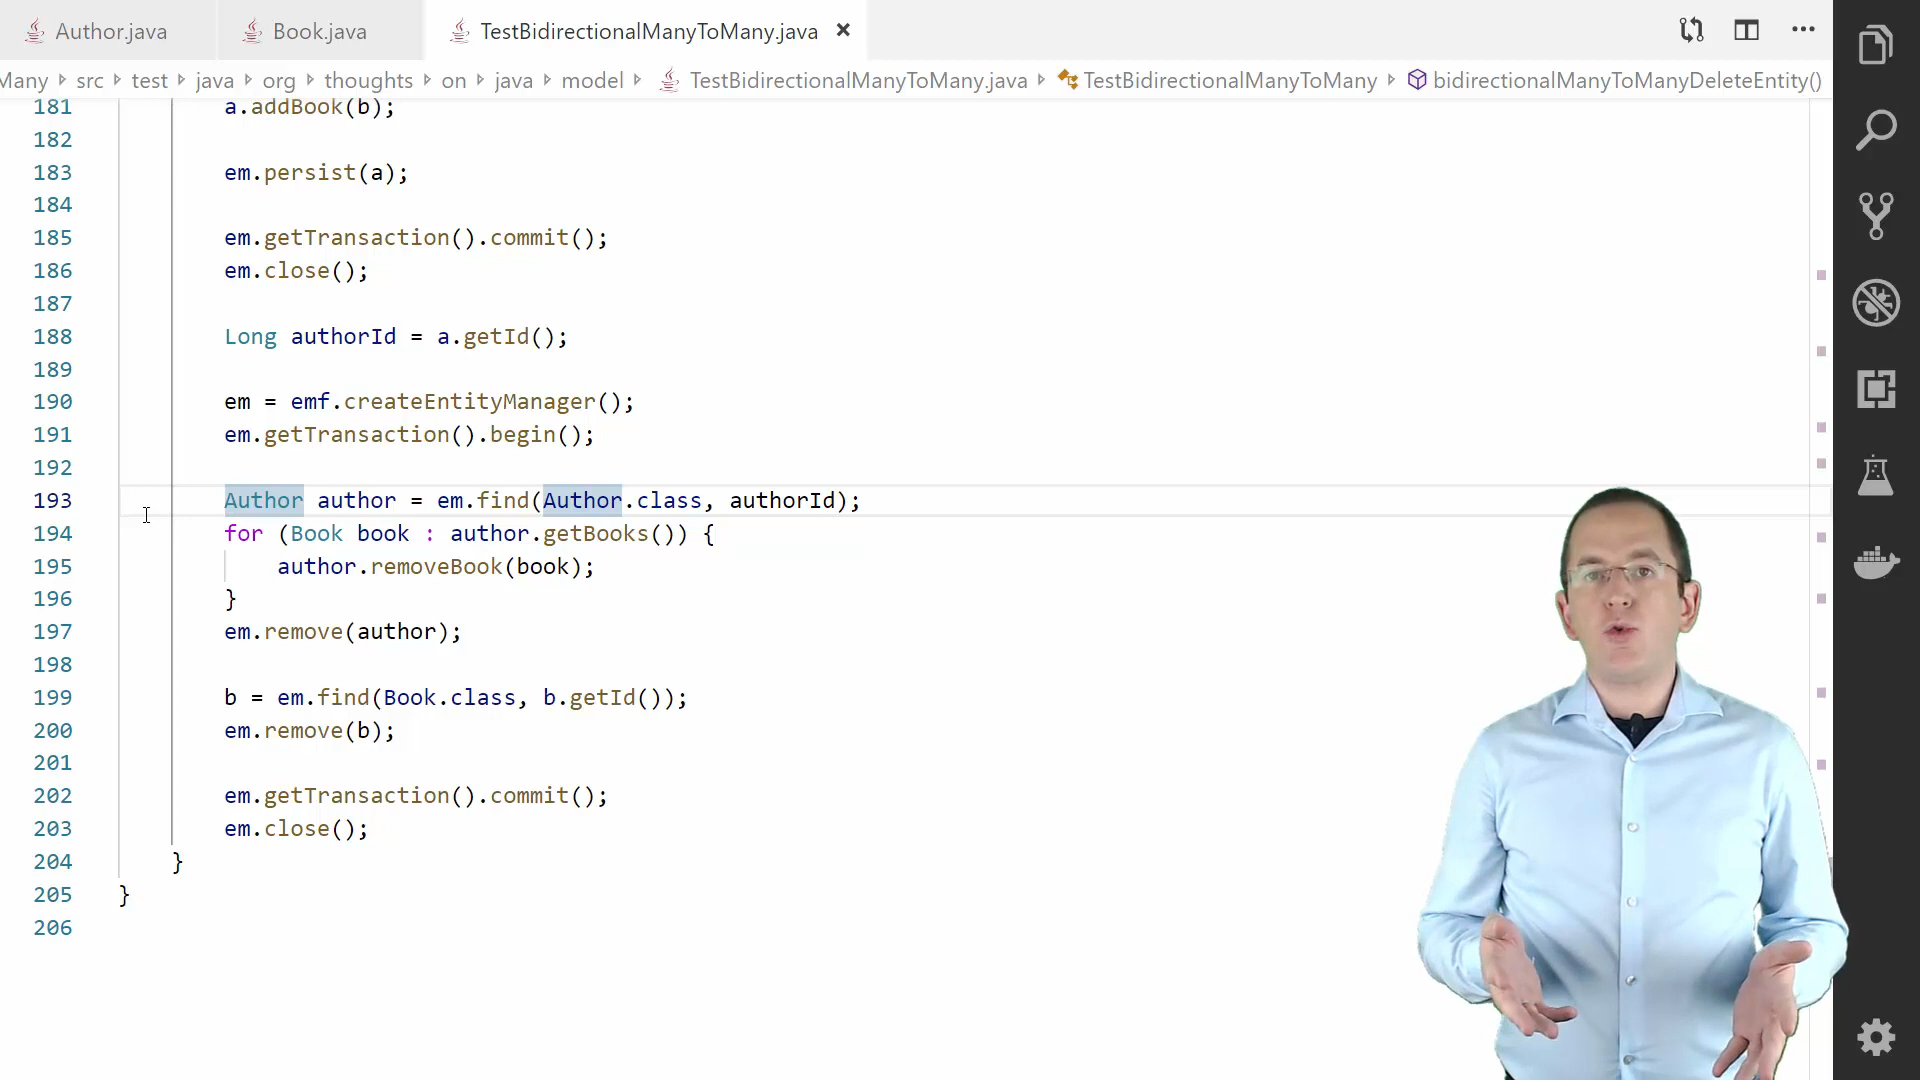 Author.java Book.java TestBidirectionalManyToMany.java
Many src test java org thoughts on java model TestBidirectionalManyToMany.java TestBidirectionalManyToMany bidirectionalManyToManyDeleteEntity()
181 a.addBook(b);
182
183 em.persist(a);
184
185 em.getTransaction().commit();
186 em.close();
187
188 Long authorId = a.getId();
189
190 em = emf.createEntityManager();
191 em.getTransaction().begin();
192
193 Author author = em.find(Author.class, authorId);
194 for (Book book : author.getBooks()) {
195 author.removeBook(book);
196 }
197 em.remove(author);
198
199 b = em.find(Book.class, b.getId());
200 em.remove(b);
201
202 em.getTransaction().commit();
203 em.close();
204 }
205 }
206